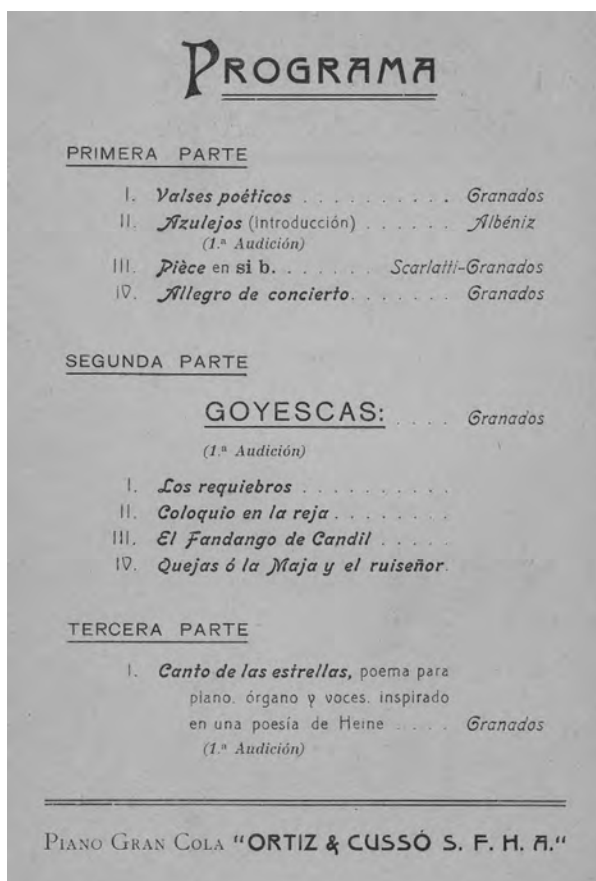 PROGRAMA
PRIMERA PARTE
I. Valses poéticos . . . . . . . . . . Granados
II. Azulejos (Introducción) . . . . . . Albéniz
(1.ª Audición)
III. Pièce en si b. . . . . . . Scarlatti-Granados
IV. Allegro de concierto. . . . . . . Granados
SEGUNDA PARTE
GOYESCAS: . . . . Granados
(1.ª Audición)
I. Los requiebros . . . . . . . . . .
II. Coloquio en la reja . . . . . . . .
III. El Fandango de Candil . . . . .
IV. Quejas ó la Maja y el ruiseñor.
TERCERA PARTE
I. Canto de las estrellas, poema para
piano, órgano y voces, inspirado
en una poesía de Heine . . . . Granados
(1.ª Audición)
PIANO GRAN COLA "ORTIZ & CUSSÓ S. F. H. A."